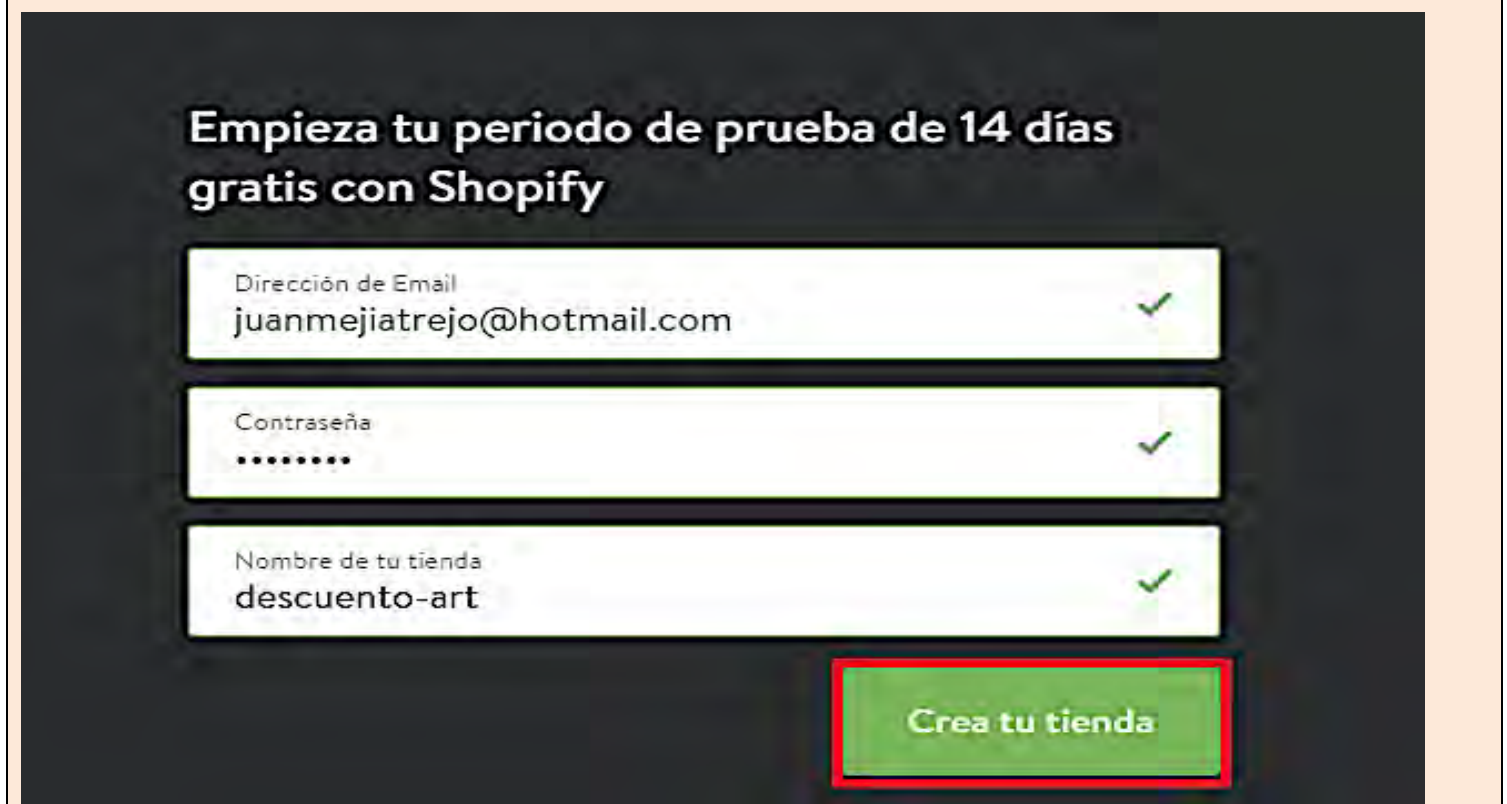 Empieza tu periodo de prueba de 14 días
gratis con Shopify
Dirección de Email
juanmejiatrejo@hotmail.com
Contraseña
••••••••
Nombre de tu tienda
descuento-art
Crea tu tienda